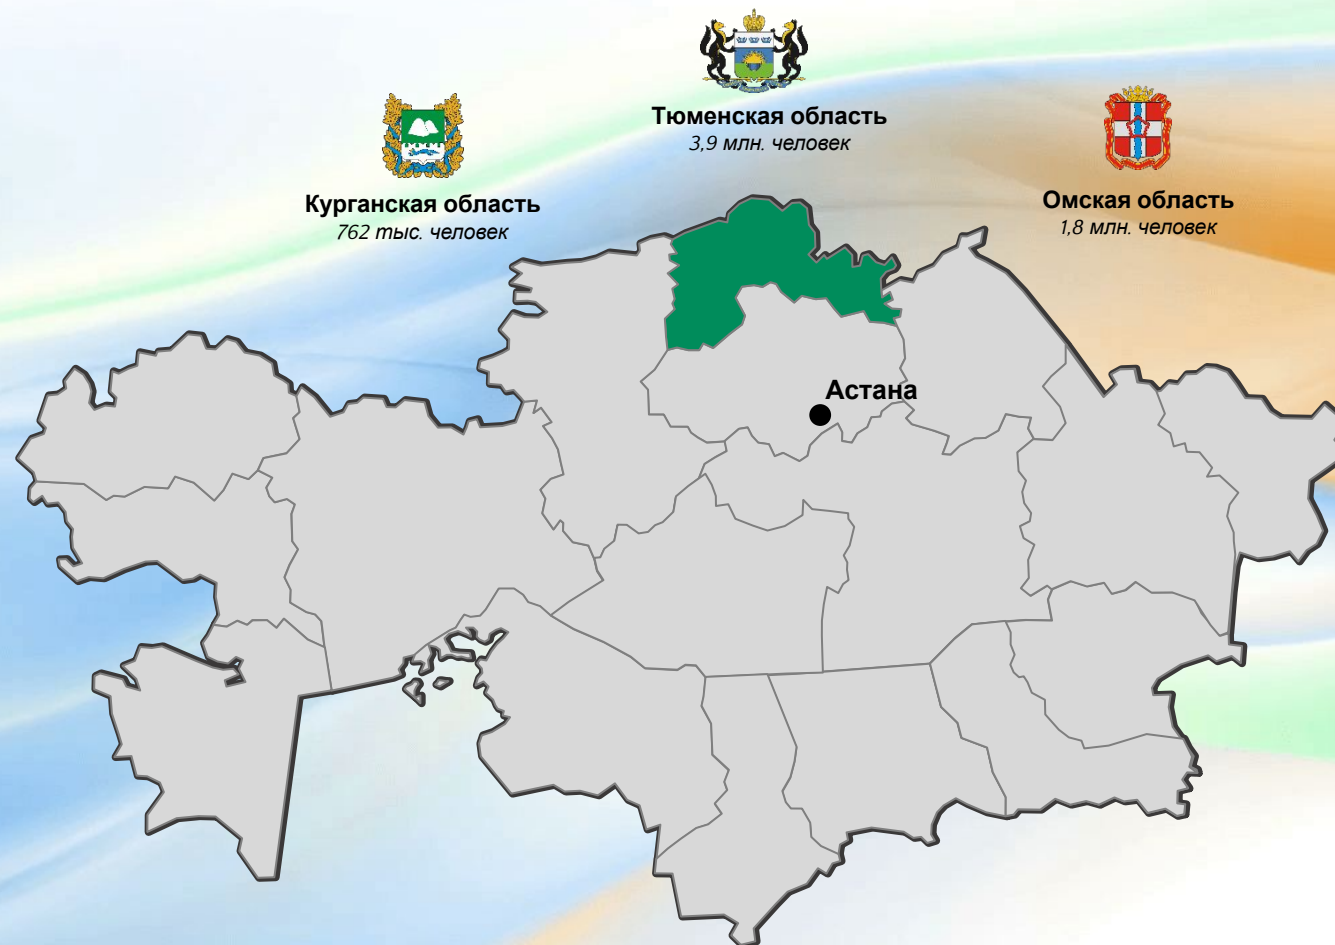 Тюменская область
3,9 млн. человек
Курганская область
762 тыс. человек
Омская область
1,8 млн. человек
Астана